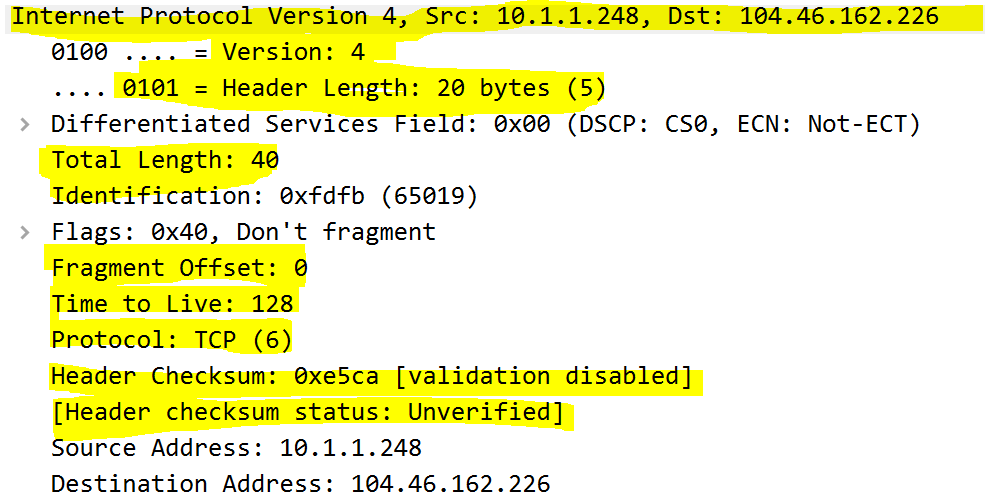 Internet Protocol Version 4, Src: 10.1.1.248, Dst: 104.46.162.226
0100 .... = Version: 4
.... 0101 = Header Length: 20 bytes (5)
> Differentiated Services Field: 0x00 (DSCP: CS0, ECN: Not-ECT)
Total Length: 40
Identification: 0xfdfb (65019)
> Flags: 0x40, Don't fragment
Fragment Offset: 0
Time to Live: 128
Protocol: TCP (6)
Header Checksum: 0xe5ca [validation disabled]
[Header checksum status: Unverified]
Source Address: 10.1.1.248
Destination Address: 104.46.162.226